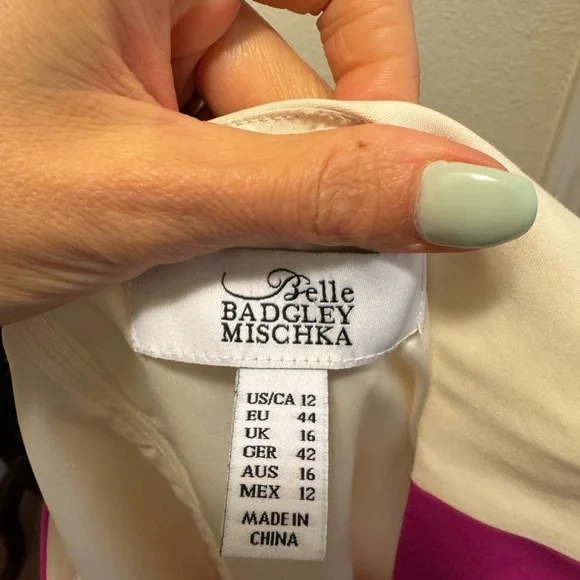 Belle
BADGLEY
MISCHKA
US/CA 12
EU 44
UK 16
GER 42
AUS 16
MEX 12
MADE IN
CHINA